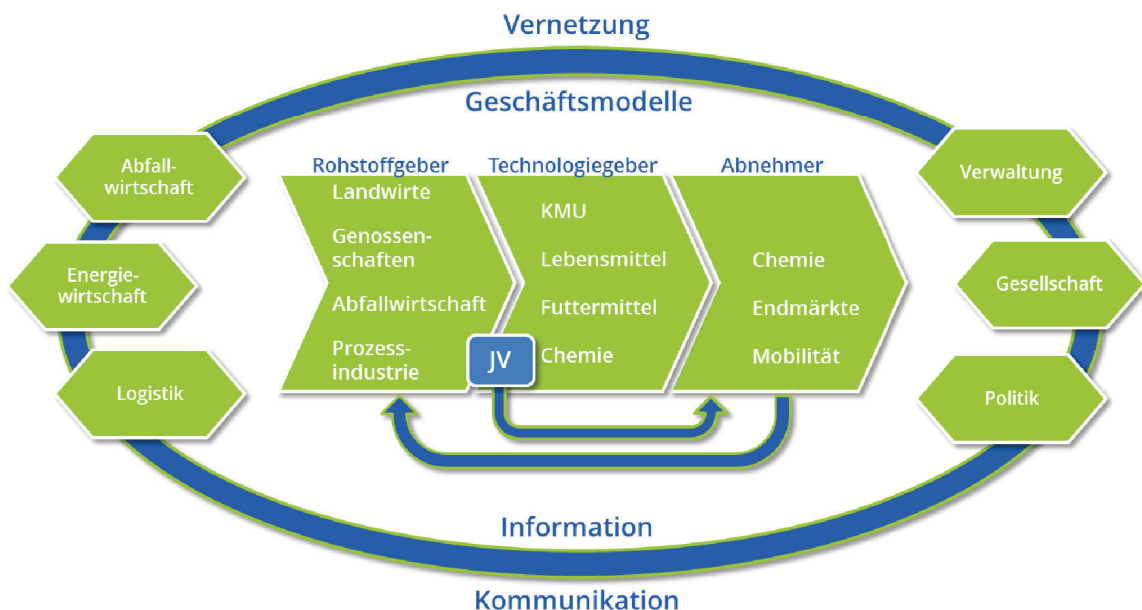 Vernetzung
Geschäftsmodelle
Abfall-
wirtschaft
Energie-
wirtschaft
Logistik
Rohstoffgeber
Landwirte
Genossen-
schaften
Abfallwirtschaft
Prozess-
industrie
JV
Technologiegeber
KMU
Lebensmittel
Futtermittel
Chemie
Abnehmer
Chemie
Endmärkte
Mobilität
Verwaltung
Gesellschaft
Politik
Information
Kommunikation